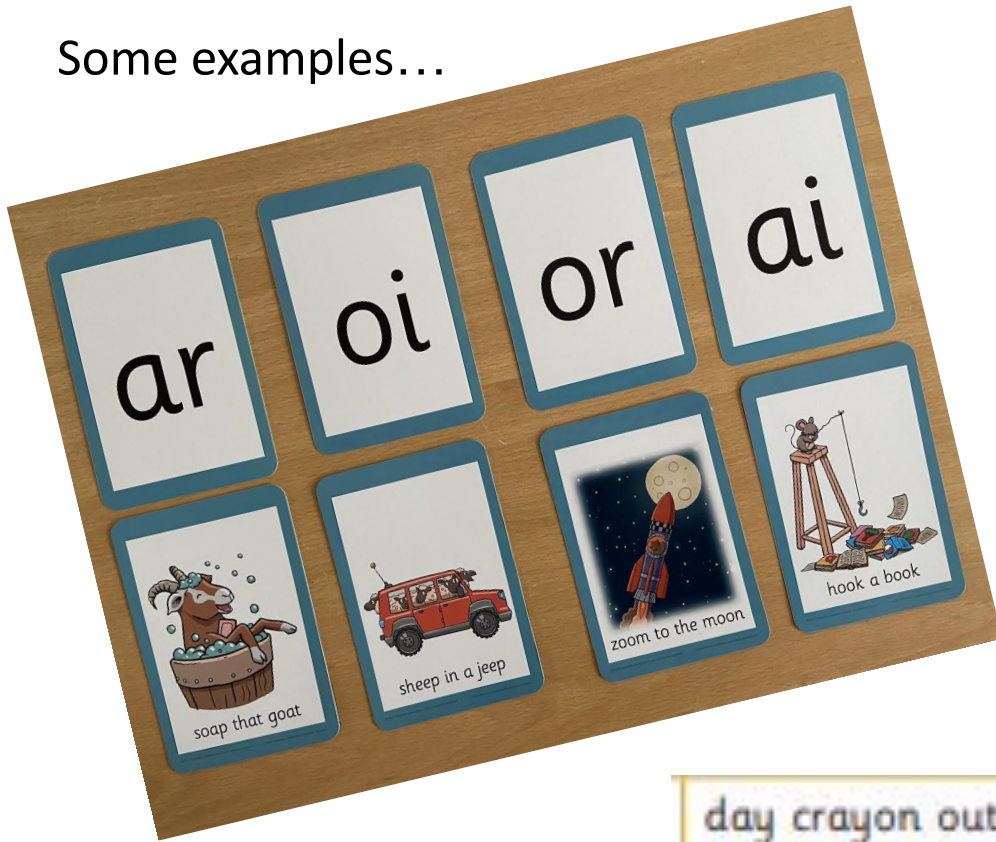 Some examples...
ar
oi
or
ai
soap that goat
sheep in a jeep
zoom to the moon
hook a book
day crayon out